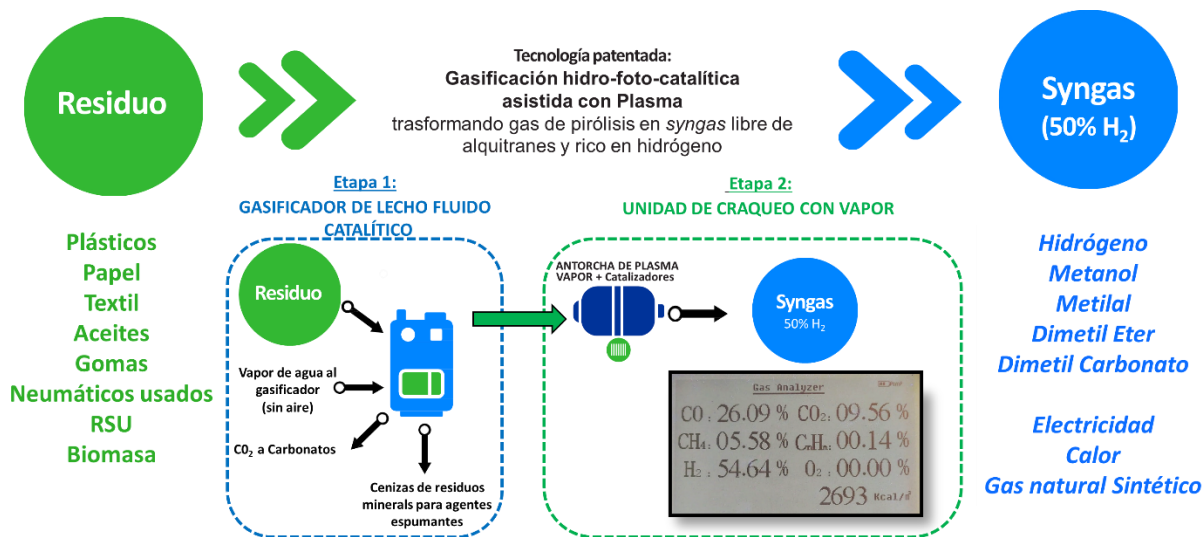 Residuo
Tecnología patentada:
Gasificación hidro-foto-catalítica
asistida con Plasma
trasformando gas de pirólisis en syngas libre de
alquitranes y rico en hidrógeno
Syngas
(50% H₂)
Plásticos
Papel
Textil
Aceites
Gomas
Neumáticos usados
RSU
Biomasa
Etapa 1:
GASIFICADOR DE LECHO FLUIDO
CATALÍTICO
Residuo
Vapor de agua al
gasificador
(sin aire)
C0₂ a Carbonatos
Cenizas de residuos
minerals para agentes
espumantes
Etapa 2:
UNIDAD DE CRAQUEO CON VAPOR
ANTORCHA DE PLASMA
VAPOR + Catalizadores
Syngas
50% H₂
Gas Analyzer
CO: 26.09 % CO₂: 09.56 %
CH₄: 05.58 % CₙHₘ: 00.14 %
H₂: 54.64 % O₂: 00.00 %
2693 Kcal/㎥
Hidrógeno
Metanol
Metilal
Dimetil Eter
Dimetil Carbonato
Electricidad
Calor
Gas natural Sintético